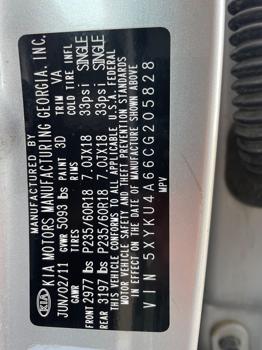 MANUFACTURED BY
KIA KIA MOTORS MANUFACTURING GEORGIA, INC.
JUN/02/11 GVWR 5093 lbs PAINT 3D TRIM VA
GAWR TIRES RMS COLD TIRE INFL
FRONT 2977 lbs P235/60R18 7.0JX18 33psi SINGLE
REAR 3197 lbs P235/60R18 7.0JX18 33psi SINGLE
THIS VEHICLE CONFORMS TO ALL APPLICABLE U.S.A. FEDERAL
MOTOR VEHICLE SAFETY AND THEFT PREVENTION STANDARDS
IN EFFECT ON THE DATE OF MANUFACTURE SHOWN ABOVE.
VIN 5XYKU4A66CG205828
MPV